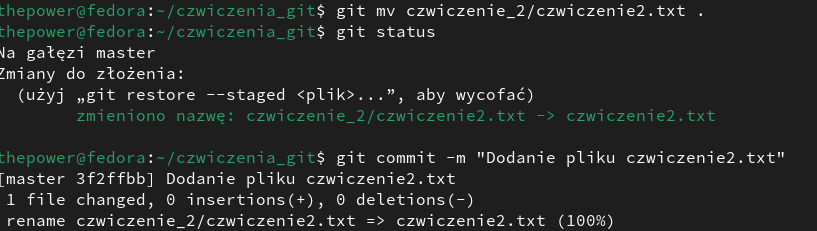 thepower@fedora:~/czwiczenia_git$ git mv czwiczenie_2/czwiczenie2.txt .
thepower@fedora:~/czwiczenia_git$ git status
Na gałęzi master
Zmiany do złożenia:
  (użyj „git restore --staged <plik>...”, aby wycofać)
        zmieniono nazwę: czwiczenie_2/czwiczenie2.txt -> czwiczenie2.txt

thepower@fedora:~/czwiczenia_git$ git commit -m "Dodanie pliku czwiczenie2.txt"
[master 3f2ffbb] Dodanie pliku czwiczenie2.txt
 1 file changed, 0 insertions(+), 0 deletions(-)
 rename czwiczenie_2/czwiczenie2.txt => czwiczenie2.txt (100%)